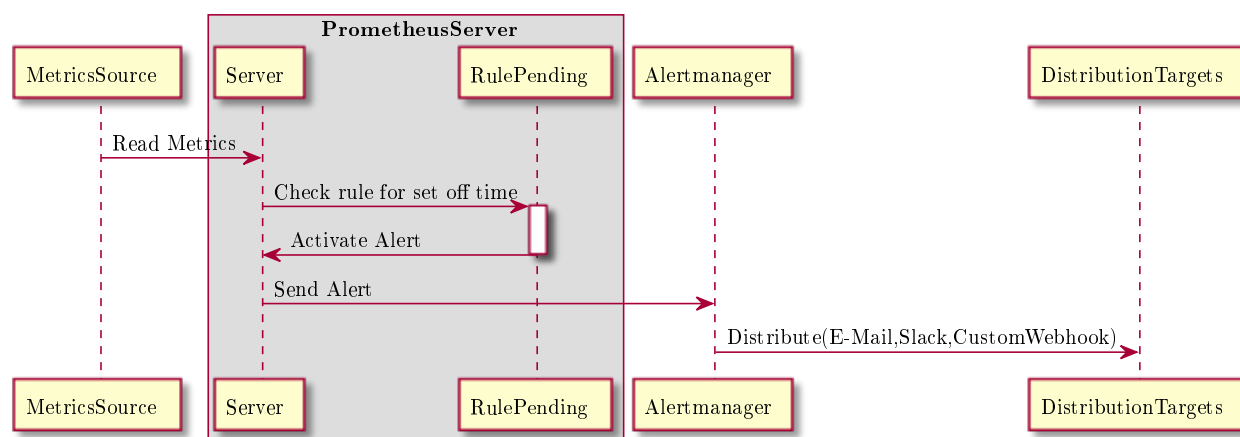 PrometheusServer
MetricsSource Server RulePending Alertmanager DistributionTargets
Read Metrics
Check rule for set off time
Activate Alert
Send Alert
Distribute(E-Mail,Slack,CustomWebhook)
MetricsSource Server RulePending Alertmanager DistributionTargets